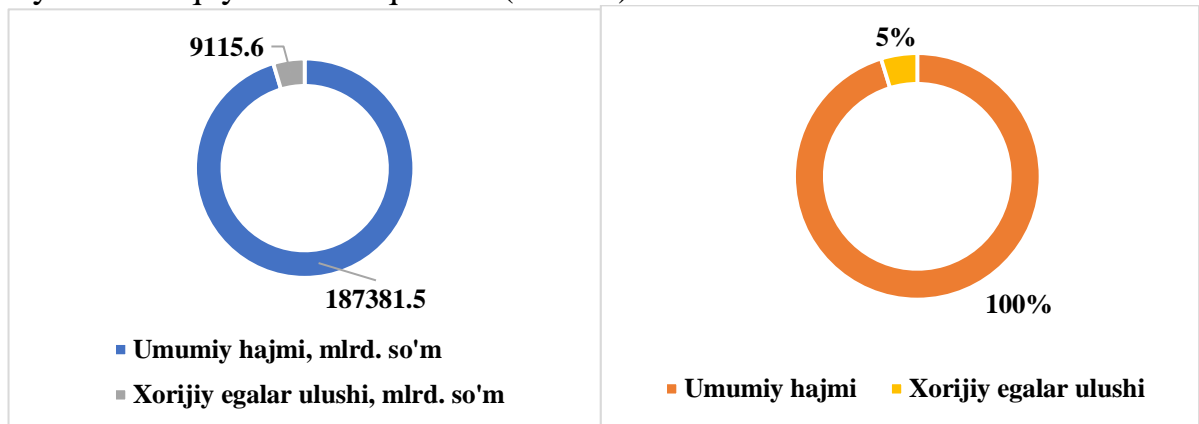 9115.6
187381.5
Umumiy hajmi, mlrd. so'm
Xorijiy egalar ulushi, mlrd. so'm
5%
100%
Umumiy hajmi
Xorijiy egalar ulushi